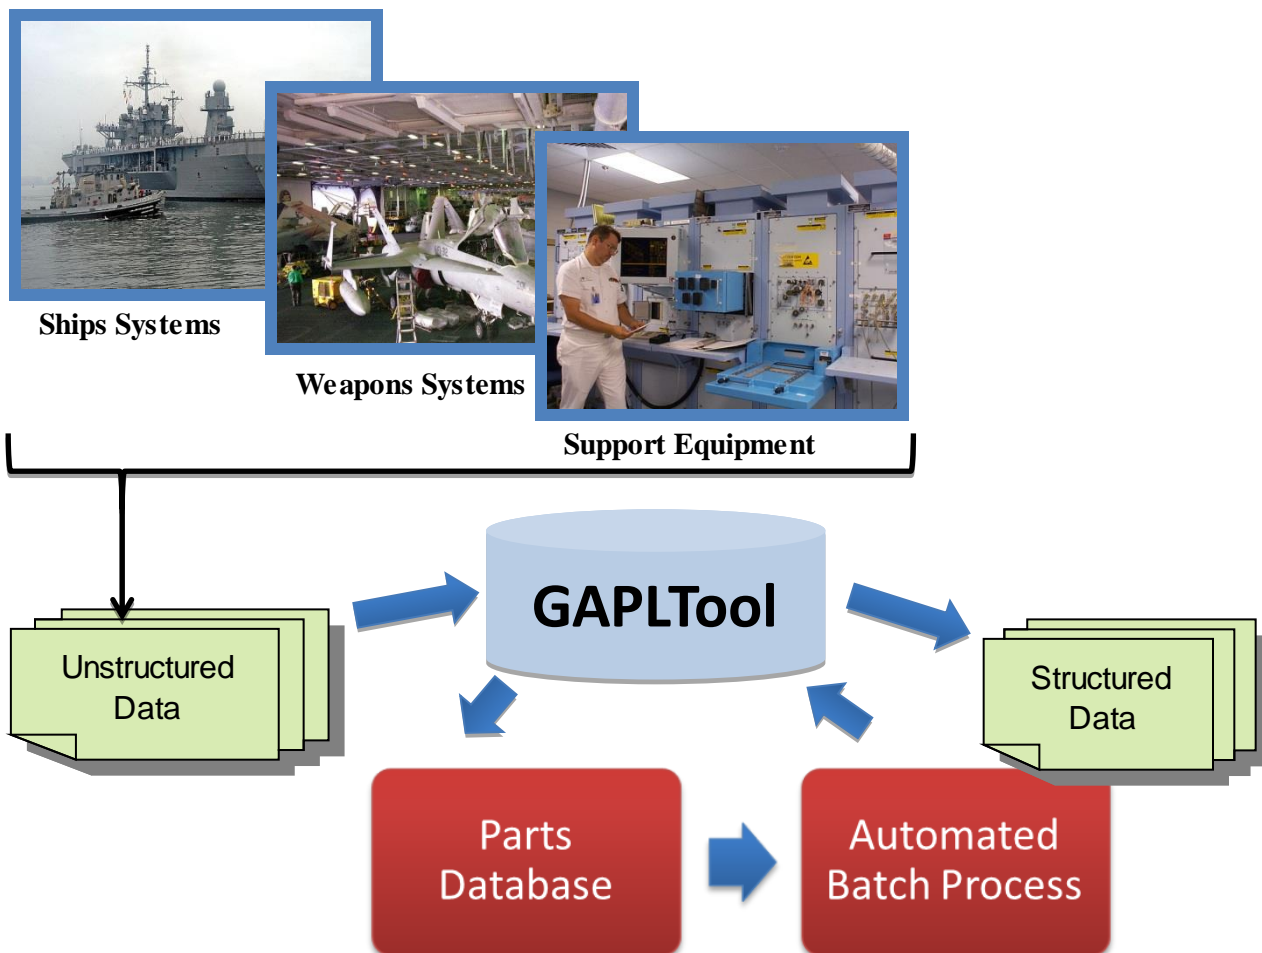 Ships Systems
Weapons Systems
Support Equipment
GAPLTool
Unstructured
Data
Structured
Data
Parts
Database
Automated
Batch Process